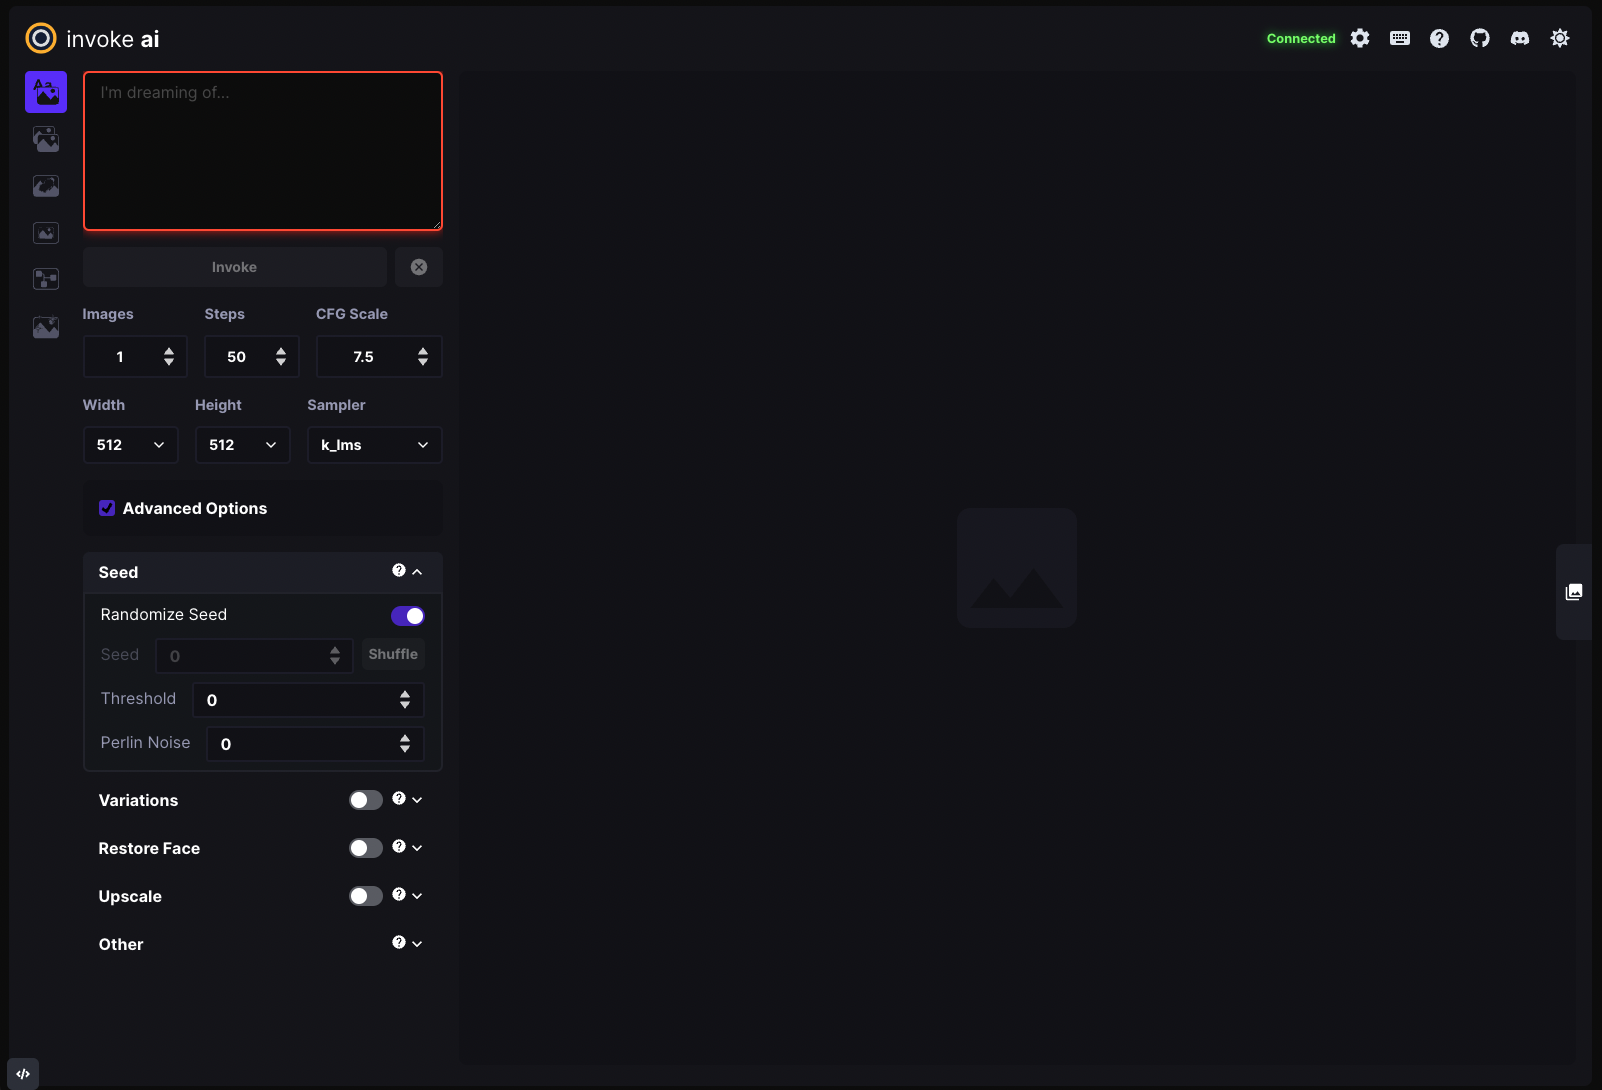 invoke ai
Connected
Aa
I'm dreaming of...
Invoke
Images Steps CFG Scale
1 50 7.5
Width Height Sampler
512 512 k_lms
Advanced Options
Seed
Randomize Seed
Seed 0 Shuffle
Threshold 0
Perlin Noise 0
Variations
Restore Face
Upscale
Other